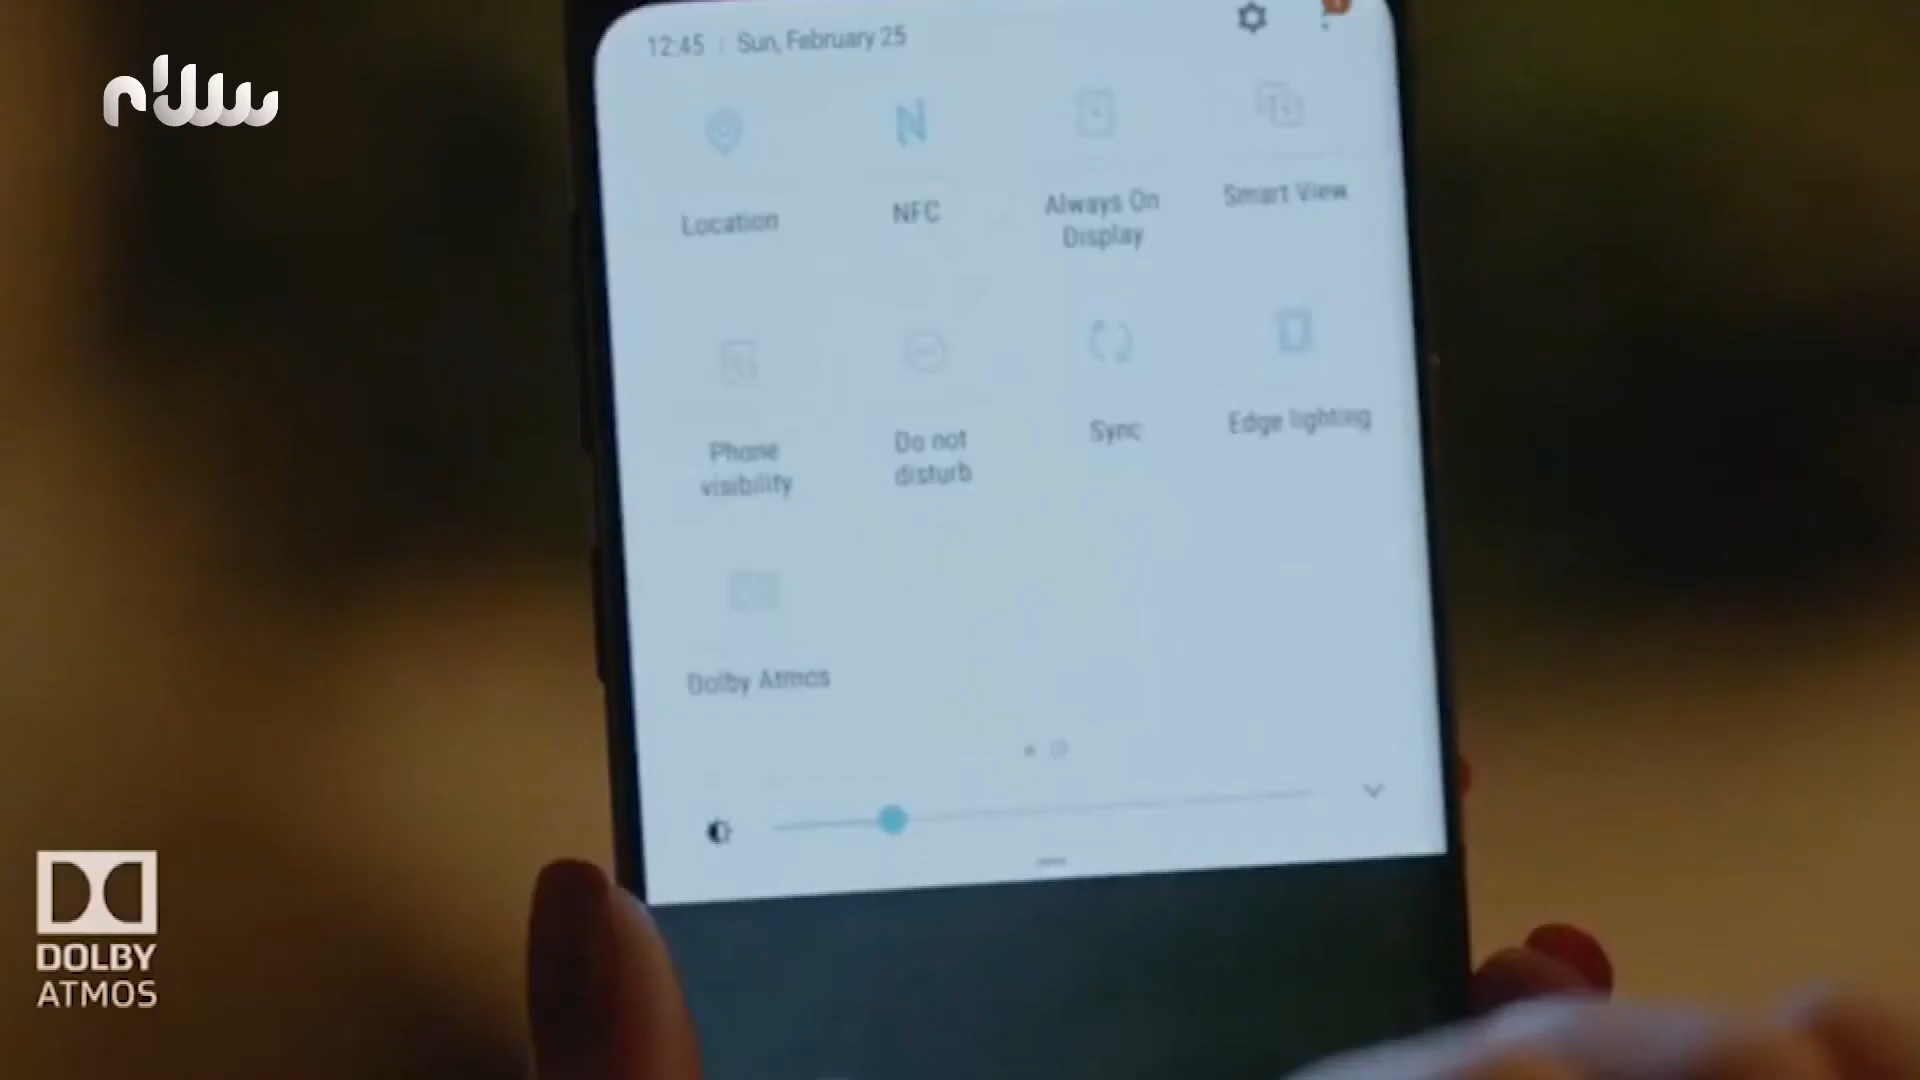 12:45 | Sun, February 25
Location
NFC
Always On
Display
Smart View
Phone
visibility
Do not
disturb
Sync
Edge lighting
Dolby Atmos
DOLBY
ATMOS